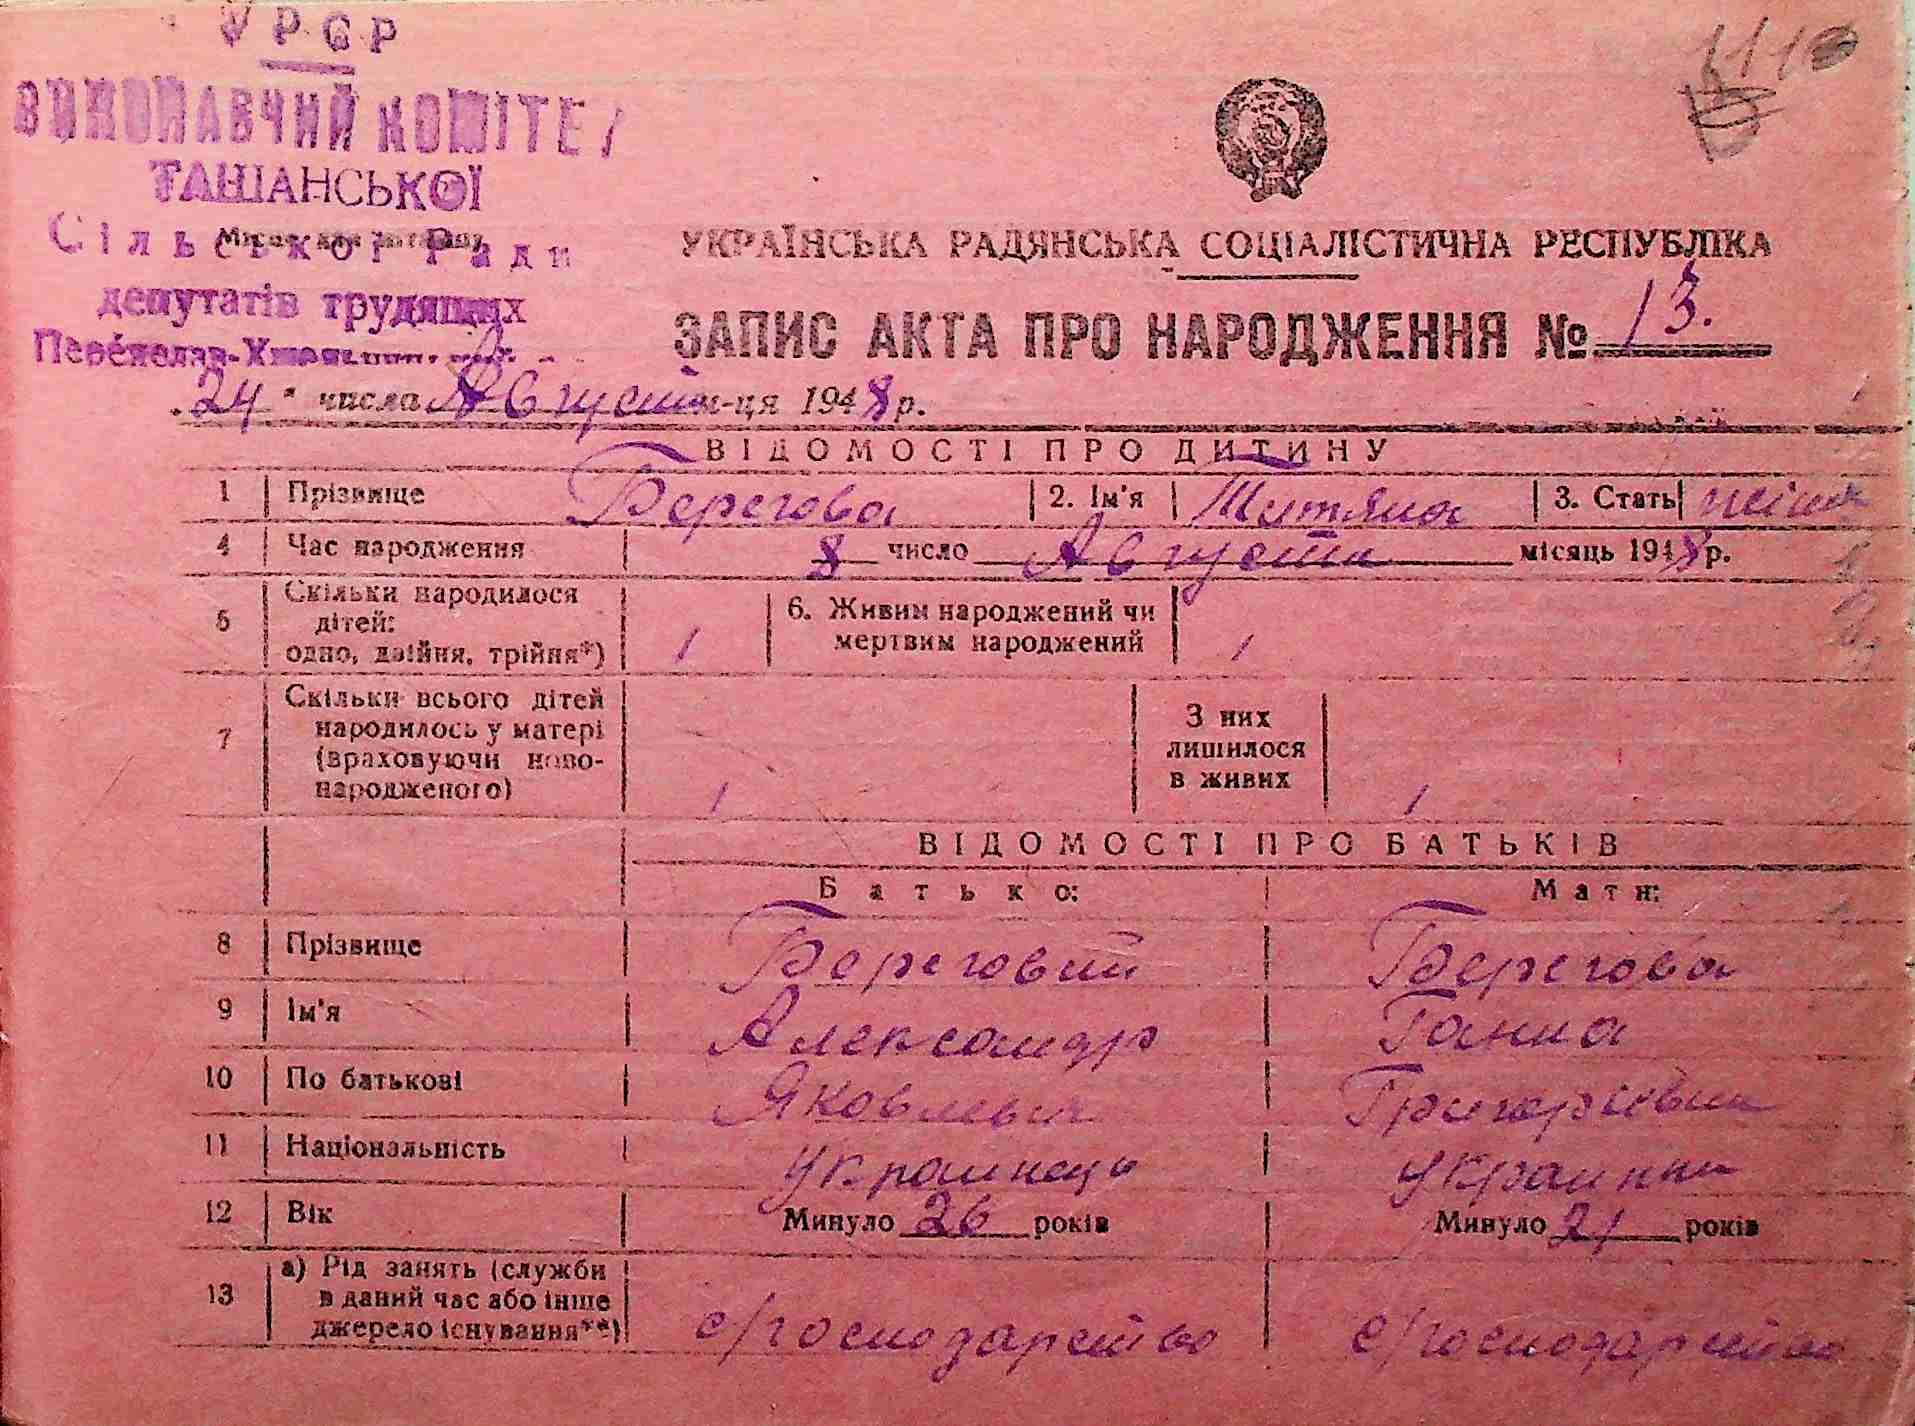 УРСР
ВИКОНАВЧИЙ КОМІТЕТ
ТАШАНСЬКОЇ
Сільської Ради
депутатів трудящих
УКРАЇНСЬКА РАДЯНСЬКА СОЦІАЛІСТИЧНА РЕСПУБЛІКА
ЗАПИС АКТА ПРО НАРОДЖЕННЯ № 13.
„24“ числа Августа м-ця 1948 р.
ВІДОМОСТІ ПРО ДИТИНУ
1 Прізвище Берегова 2. Ім'я Титяна 3. Стать
4 Час народження 8 число Августа місяць 1948 р.
5 Скільки народилося дітей: одно, двійня, трійня*) 1 6. Живим народжений чи мертвим народжений 1
7 Скільки всього дітей народилось у матері (враховуючи новонародженого) 1 З них лишилося в живих 1
ВІДОМОСТІ ПРО БАТЬКІВ
Батько: Мати:
8 Прізвище Береговий Берегова
9 Ім'я Александр Ганна
10 По батькові Яковлевич Григорієвна
11 Національність Украинець Украинка
12 Вік Минуло 26 років Минуло 21 років
13 а) Рід занять (служби в даний час або інше джерело існування**) с/господарство с/господарство